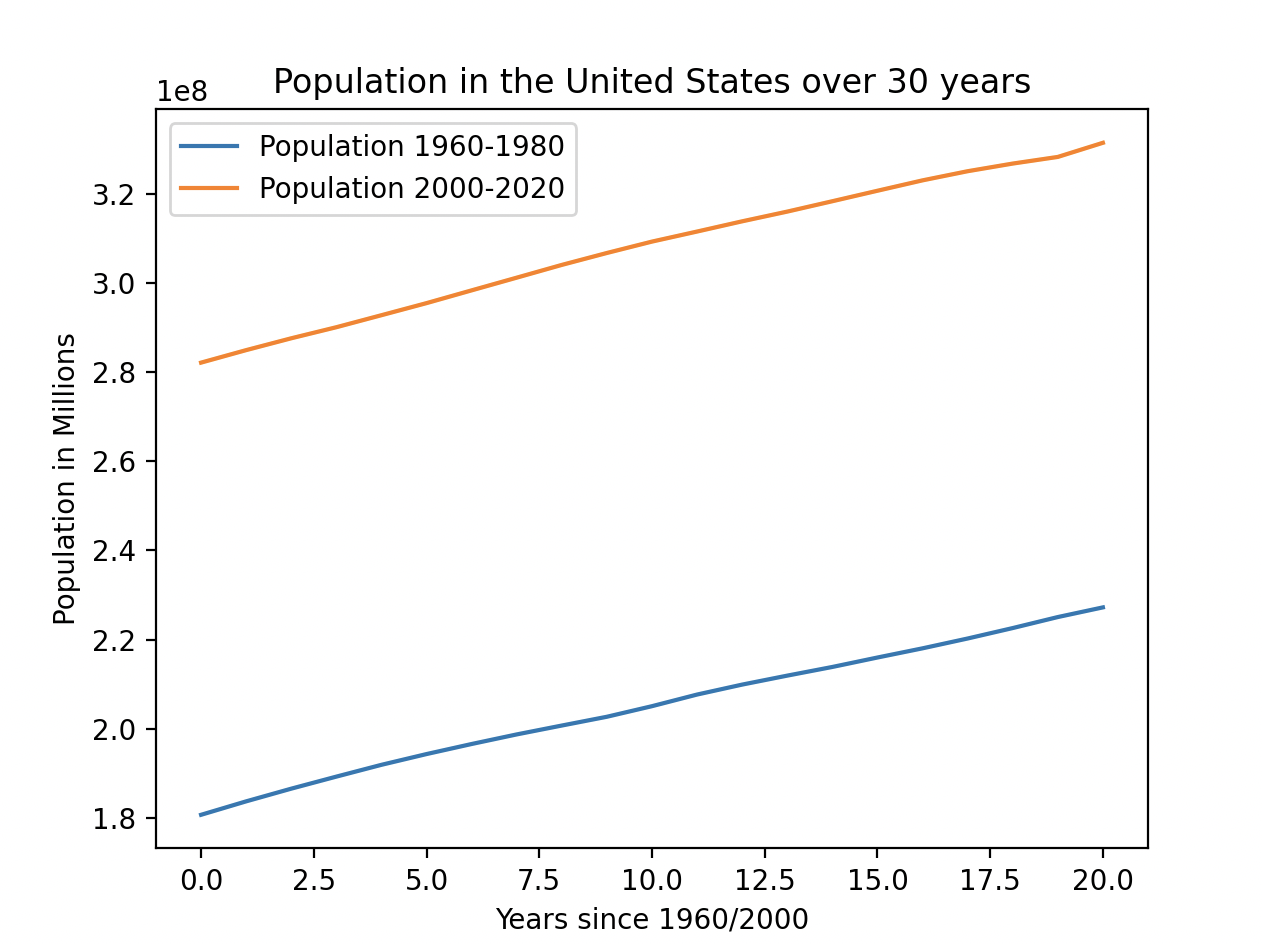 Population in the United States over 30 years
1e8
Population 1960-1980
Population 2000-2020
3.2
3.0
2.8
2.6
2.4
2.2
2.0
1.8
Population in Millions
0.0 2.5 5.0 7.5 10.0 12.5 15.0 17.5 20.0
Years since 1960/2000